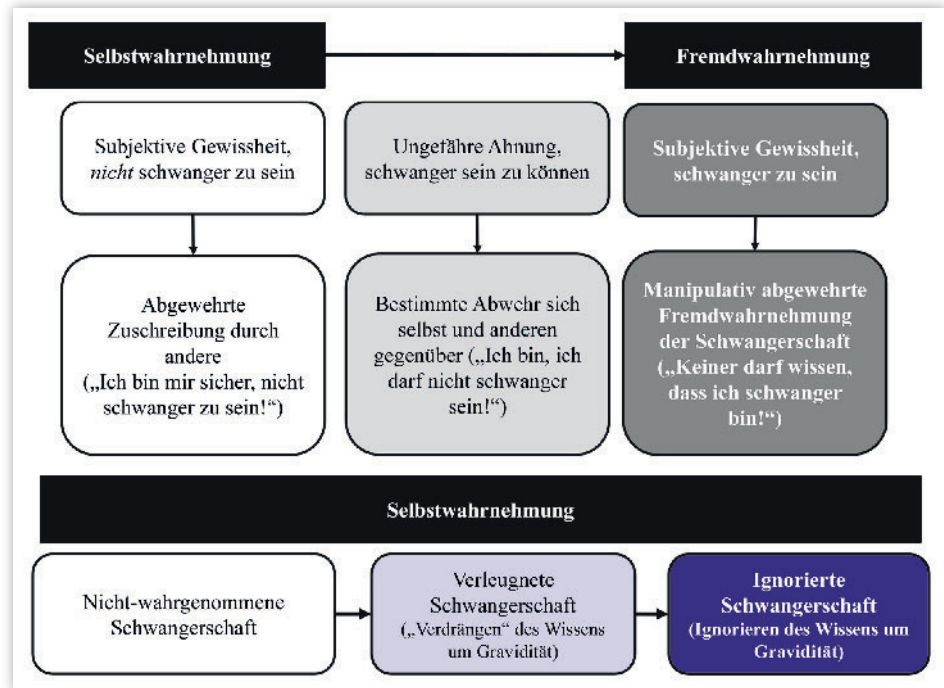 Selbstwahrnehmung
Fremdwahrnehmung
Subjektive Gewissheit,
nicht schwanger zu sein
Ungefähre Ahnung,
schwanger sein zu können
Subjektive Gewissheit,
schwanger zu sein
Abgewehrte
Zuschreibung durch
andere
(„Ich bin mir sicher, nicht
schwanger zu sein!“)
Bestimmte Abwehr sich
selbst und anderen
gegenüber („Ich bin, ich
darf nicht schwanger
sein!“)
Manipulativ abgewehrte
Fremdwahrnehmung
der Schwangerschaft
(„Keiner darf wissen,
dass ich schwanger
bin!“)
Selbstwahrnehmung
Nicht-wahrgenommene
Schwangerschaft
Verleugnete
Schwangerschaft
(„Verdrängen“ des Wissens
um Gravidität)
Ignorierte
Schwangerschaft
(Ignorieren des Wissens um
Gravidität)